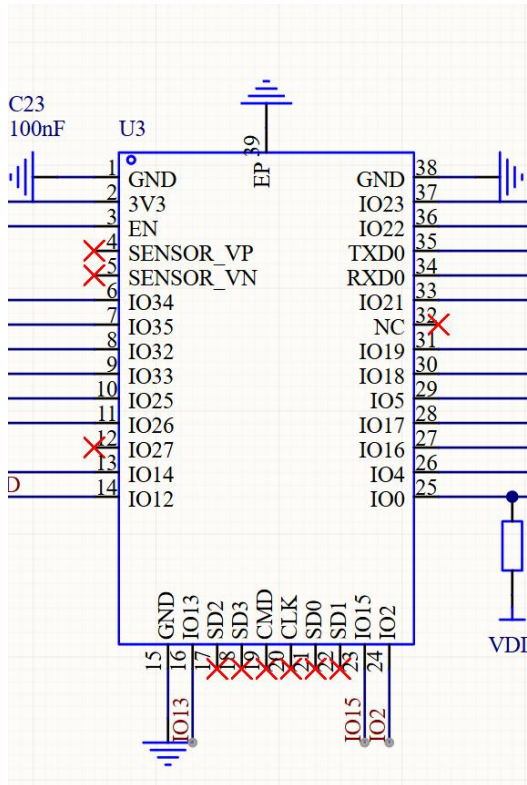 C23
100nF
U3
EP 39
1 GND
2 3V3
3 EN
4 SENSOR_VP
5 SENSOR_VN
6 IO34
7 IO35
8 IO32
9 IO33
10 IO25
11 IO26
12 IO27
13 IO14
14 IO12
D
GND 38
IO23 37
IO22 36
TXD0 35
RXD0 34
IO21 33
NC 32
IO19 31
IO18 30
IO5 29
IO17 28
IO16 27
IO4 26
IO0 25
GND 15
IO13 16
SD2 17
SD3 18
CMD 19
CLK 20
SD0 21
SD1 22
IO15 23
IO2 24
IO13
IO15
IO2